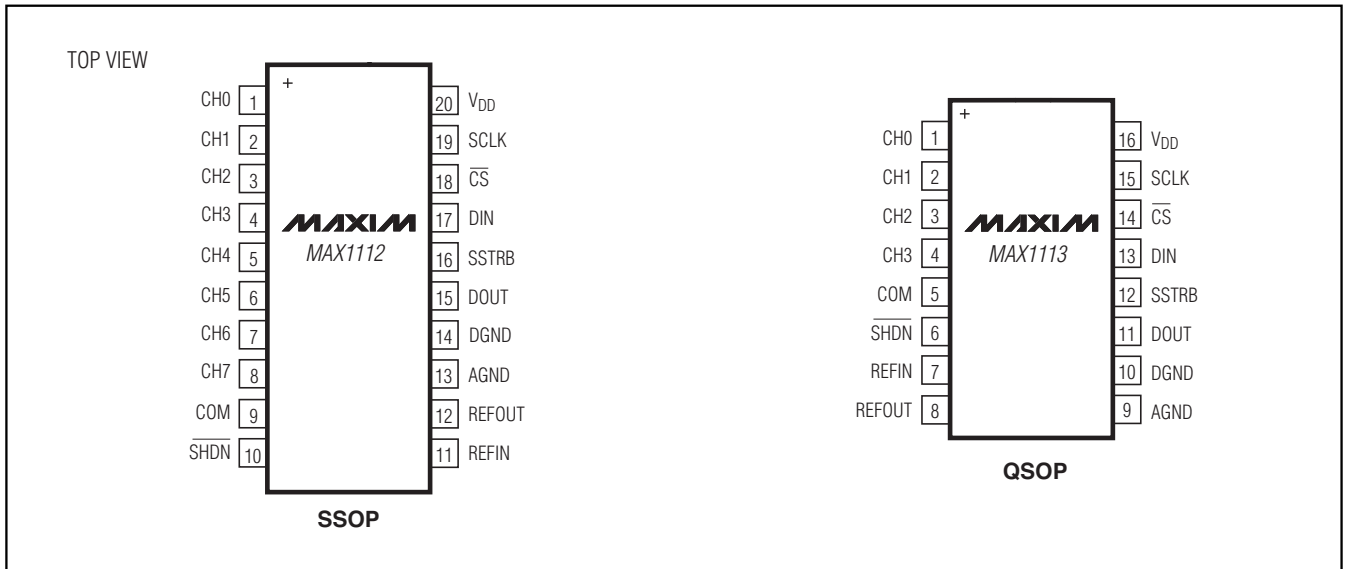 TOP VIEW
+
CH0 1
20 VDD
CH1 2
19 SCLK
CH2 3
18 C̅S̅
CH3 4
17 DIN
CH4 5
16 SSTRB
CH5 6
15 DOUT
CH6 7
14 DGND
CH7 8
13 AGND
COM 9
12 REFOUT
S̅H̅D̅N̅ 10
11 REFIN
MAXIM
MAX1112
SSOP
+
CH0 1
16 VDD
CH1 2
15 SCLK
CH2 3
14 C̅S̅
CH3 4
13 DIN
COM 5
12 SSTRB
S̅H̅D̅N̅ 6
11 DOUT
REFIN 7
10 DGND
REFOUT 8
9 AGND
MAXIM
MAX1113
QSOP